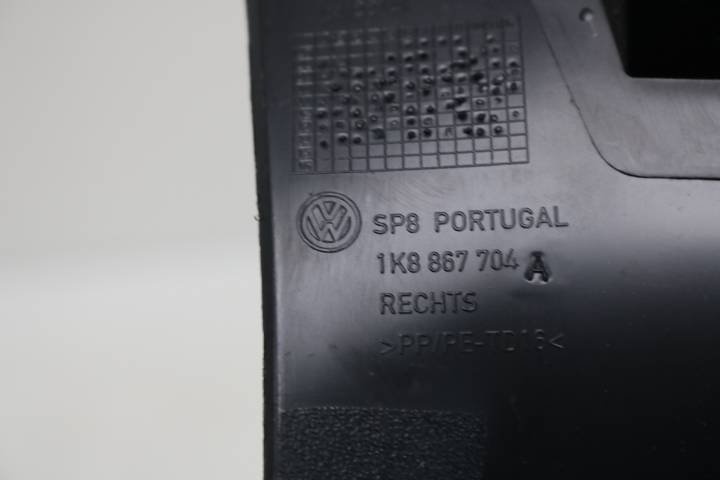 SP8 PORTUGAL
1K8 867 704 A
RECHTS
>PP/PE-TD16<